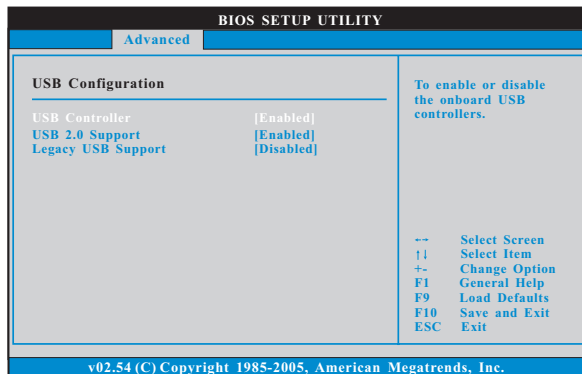 BIOS SETUP UTILITY
Advanced
USB Configuration
USB Controller [Enabled]
USB 2.0 Support [Enabled]
Legacy USB Support [Disabled]
To enable or disable
the onboard USB
controllers.
←→ Select Screen
↑↓ Select Item
+- Change Option
F1 General Help
F9 Load Defaults
F10 Save and Exit
ESC Exit
v02.54 (C) Copyright 1985-2005, American Megatrends, Inc.